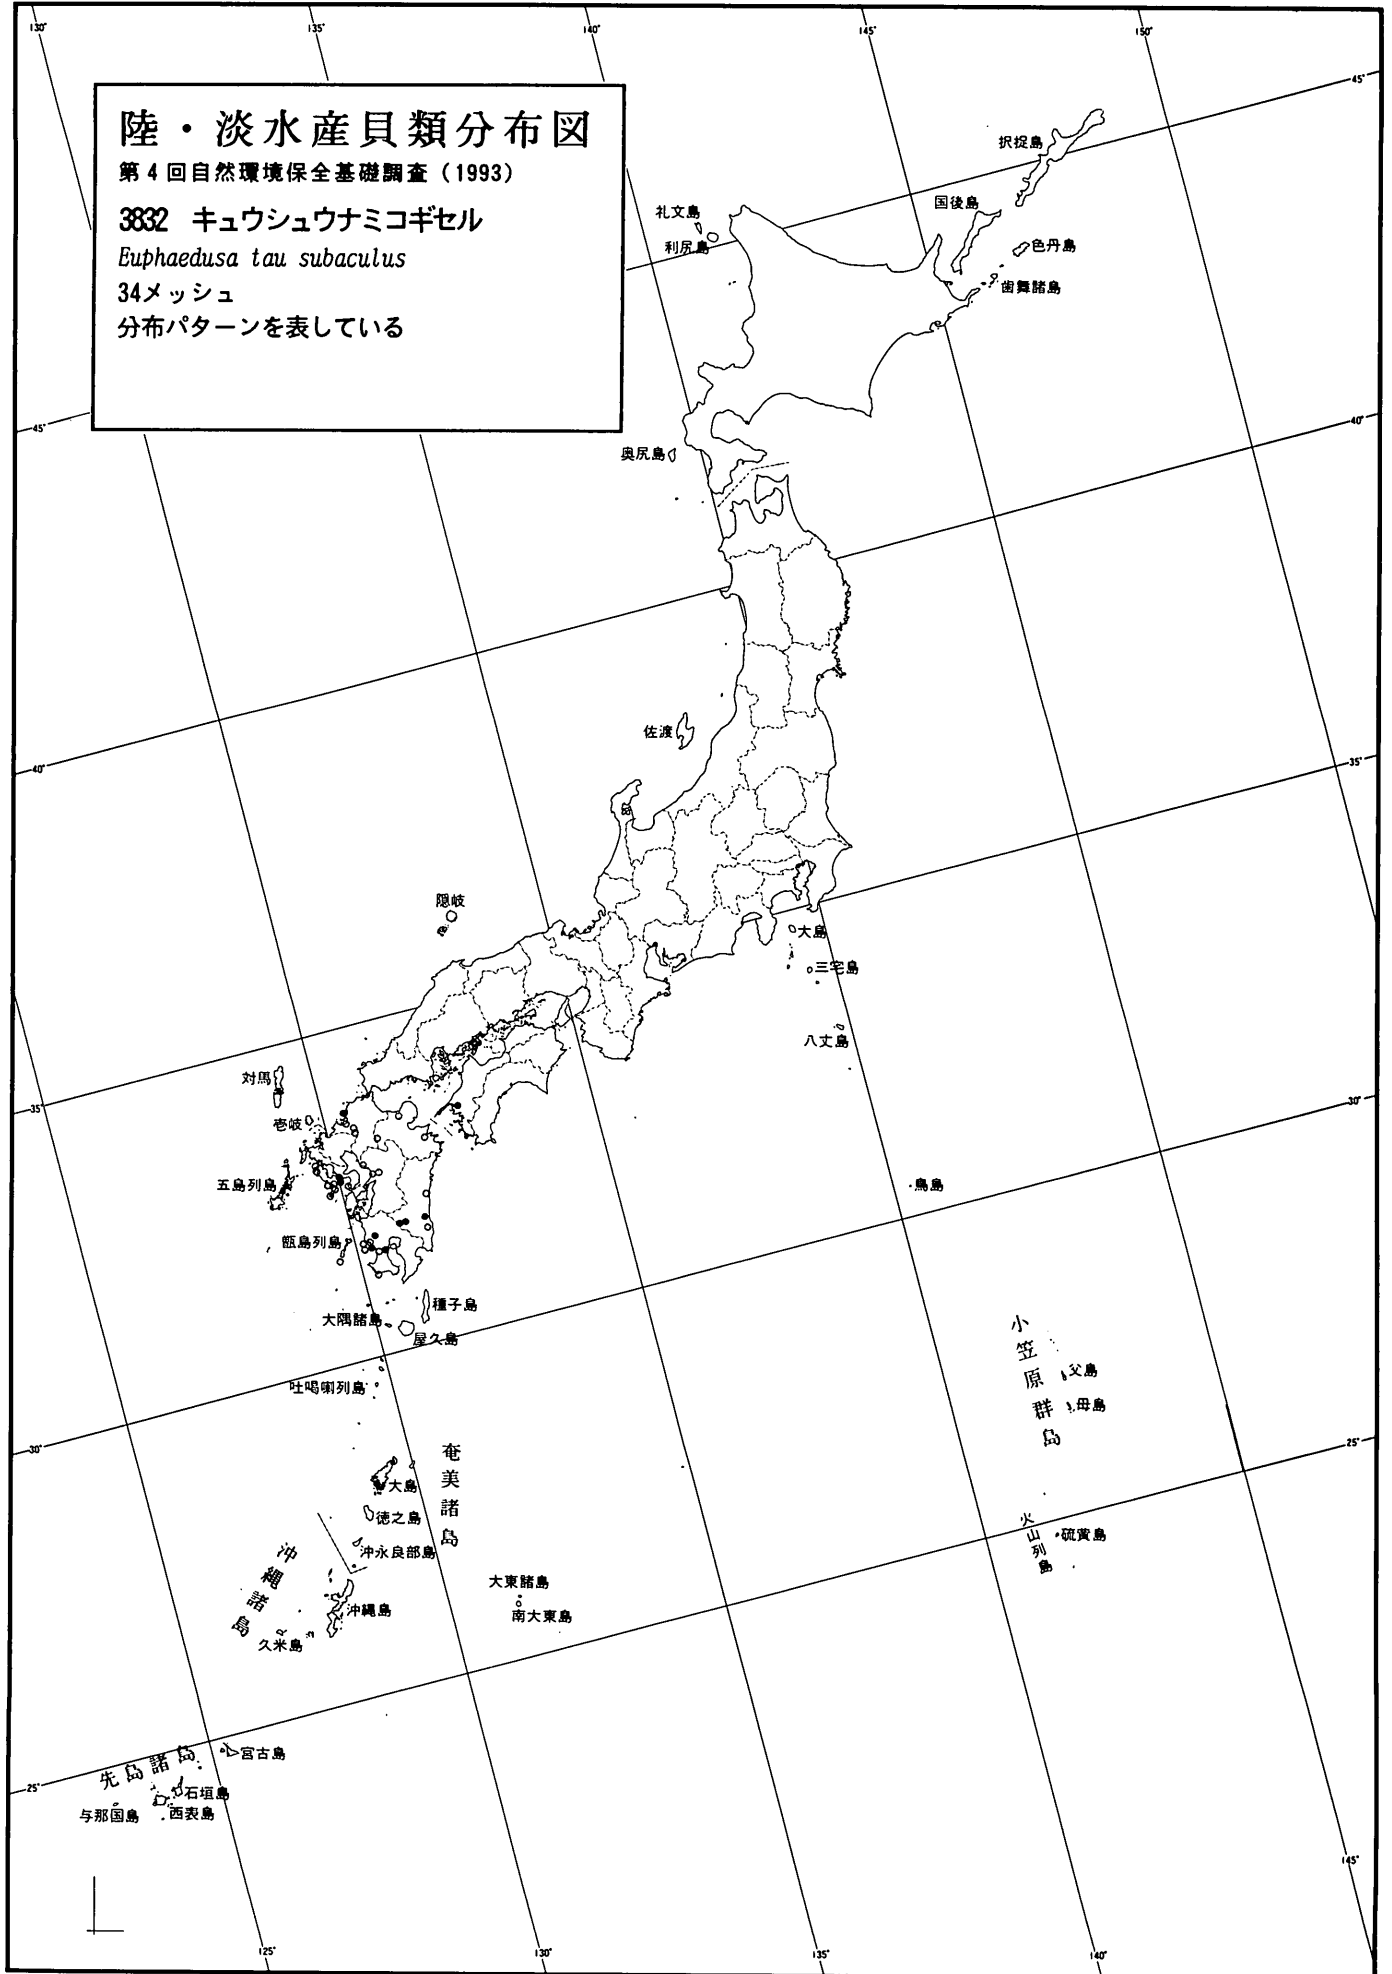 130°
135°
140°
145°
150°
45°
陸・淡水産貝類分布図
第4回自然環境保全基礎調査（1993）
3832 キュウシュウナミコギセル
Euphaedusa tau subaculus
34メッシュ
分布パターンを表している
択捉島
国後島
色丹島
歯舞諸島
礼文島
利尻島
45°
40°
奥尻島
佐渡
40°
35°
隠岐
大島
三宅島
八丈島
対馬
壱岐
35°
30°
五島列島
鳥島
甑島列島
種子島
大隅諸島
屋久島
吐喝喇列島
小笠原群島
父島
母島
30°
25°
奄美諸島
大島
徳之島
沖永良部島
火山列島
硫黄島
沖縄諸島
沖縄島
久米島
大東諸島
南大東島
先島諸島
宮古島
石垣島
西表島
与那国島
25°
145°
125°
130°
135°
140°